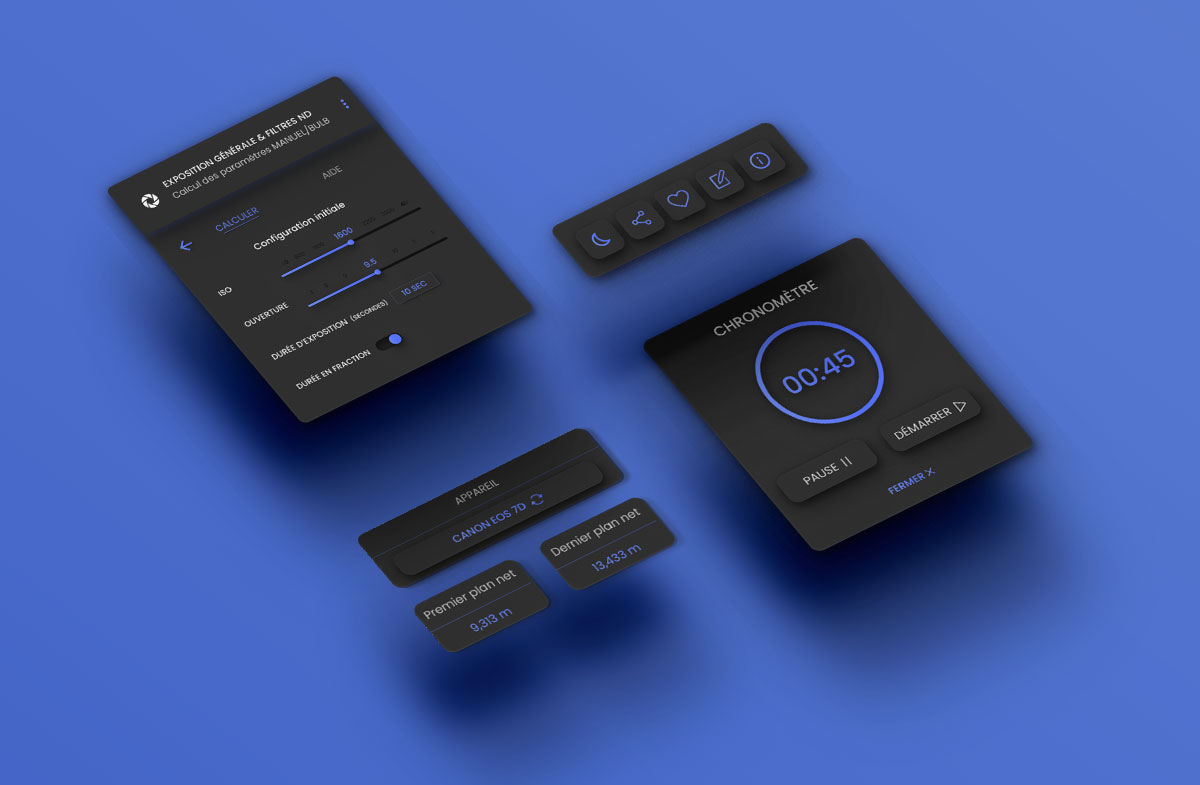 EXPOSITION GÉNÉRALE & FILTRES ND
Calcul des paramètres MANUEL/BULB
CALCULER
AIDE
Configuration initiale
ISO
1600
OUVERTURE
9.5
DURÉE D'EXPOSITION (SECONDES)
10 SEC
DURÉE EN FRACTION
CHRONOMÈTRE
00:45
PAUSE
DÉMARRER
FERMER
APPAREIL
CANON EOS 7D
Premier plan net
9,313 m
Dernier plan net
13,433 m